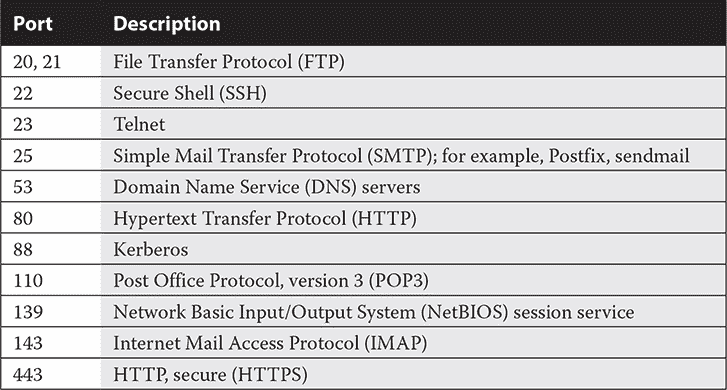 Port Description
20, 21 File Transfer Protocol (FTP)
22 Secure Shell (SSH)
23 Telnet
25 Simple Mail Transfer Protocol (SMTP); for example, Postfix, sendmail
53 Domain Name Service (DNS) servers
80 Hypertext Transfer Protocol (HTTP)
88 Kerberos
110 Post Office Protocol, version 3 (POP3)
139 Network Basic Input/Output System (NetBIOS) session service
143 Internet Mail Access Protocol (IMAP)
443 HTTP, secure (HTTPS)